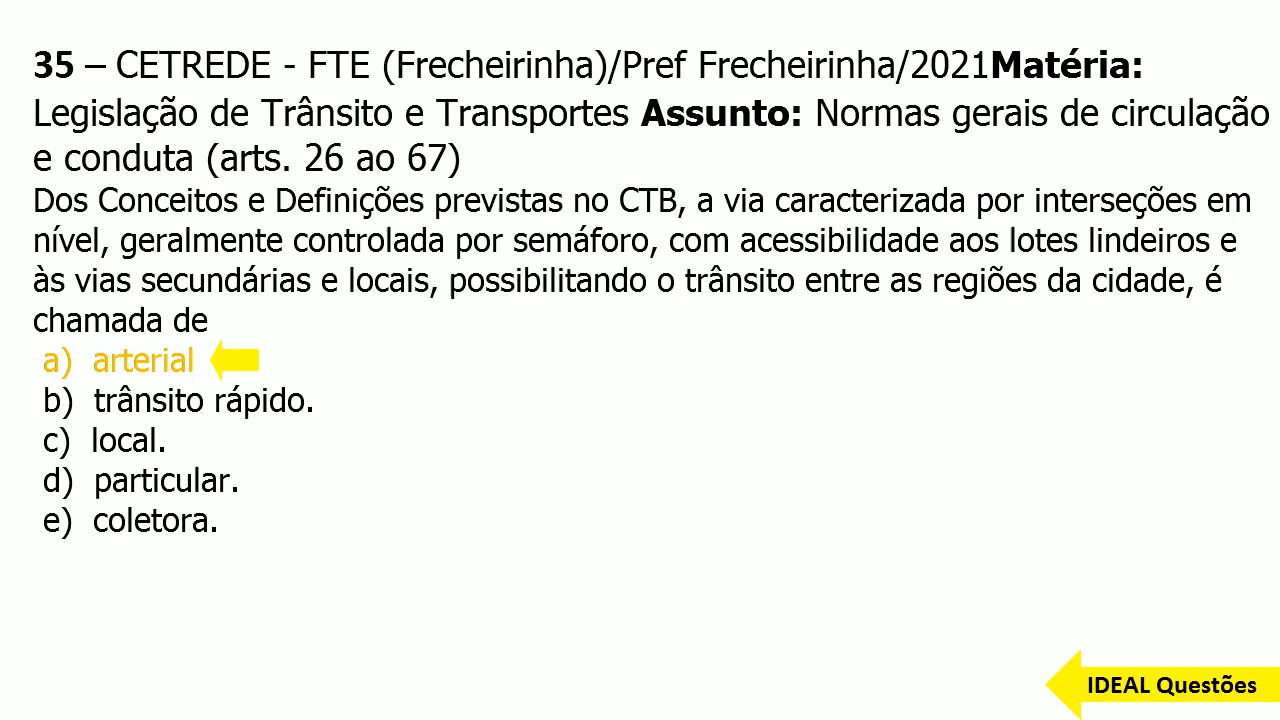 35 – CETREDE - FTE (Frecheirinha)/Pref Frecheirinha/2021Matéria:
Legislação de Trânsito e Transportes Assunto: Normas gerais de circulação
e conduta (arts. 26 ao 67)
Dos Conceitos e Definições previstas no CTB, a via caracterizada por interseções em
nível, geralmente controlada por semáforo, com acessibilidade aos lotes lindeiros e
às vias secundárias e locais, possibilitando o trânsito entre as regiões da cidade, é
chamada de
a) arterial
b) trânsito rápido.
c) local.
d) particular.
e) coletora.
IDEAL Questões